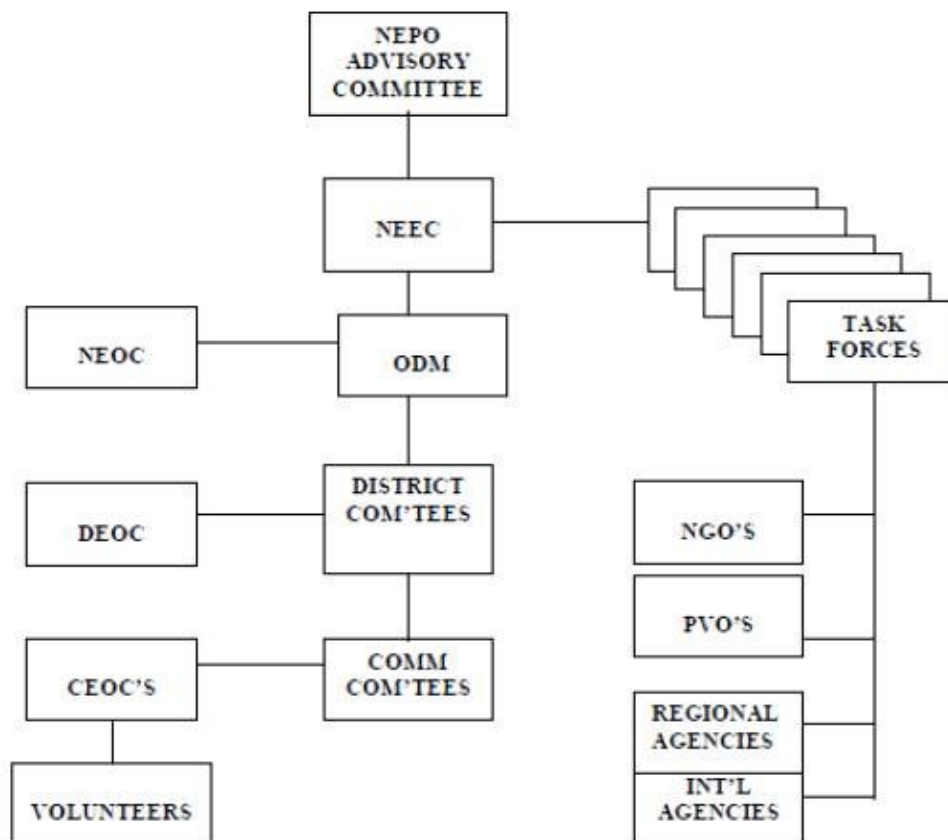 NEPO
ADVISORY
COMMITTEE
NEEC
TASK
FORCES
NEOC
ODM
DISTRICT
COM'TEES
DEOC
NGO'S
PVO'S
COMM
COM'TEES
CEOC'S
REGIONAL
AGENCIES
INT'L
AGENCIES
VOLUNTEERS